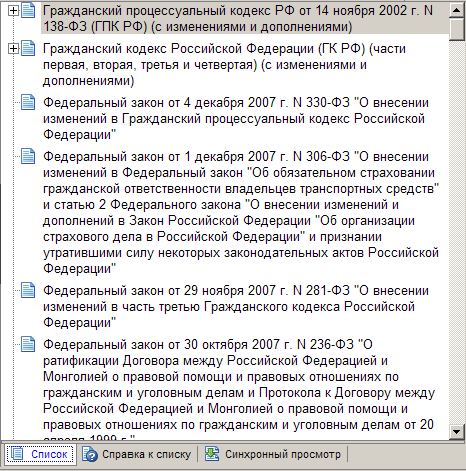 Гражданский процессуальный кодекс РФ от 14 ноября 2002 г. N
138-ФЗ (ГПК РФ) (с изменениями и дополнениями)
Гражданский кодекс Российской Федерации (ГК РФ) (части
первая, вторая, третья и четвертая) (с изменениями и
дополнениями)
Федеральный закон от 4 декабря 2007 г. N 330-ФЗ "О внесении
изменений в Гражданский процессуальный кодекс Российской
Федерации"
Федеральный закон от 1 декабря 2007 г. N 306-ФЗ "О внесении
изменений в Федеральный закон "Об обязательном страховании
гражданской ответственности владельцев транспортных средств"
и статью 2 Федерального закона "О внесении изменений и
дополнений в Закон Российской Федерации "Об организации
страхового дела в Российской Федерации" и признании
утратившими силу некоторых законодательных актов Российской
Федерации"
Федеральный закон от 29 ноября 2007 г. N 281-ФЗ "О внесении
изменений в часть третью Гражданского кодекса Российской
Федерации"
Федеральный закон от 30 октября 2007 г. N 236-ФЗ "О
ратификации Договора между Российской Федерацией и
Монголией о правовой помощи и правовых отношениях по
гражданским и уголовным делам и Протокола к Договору между
Российской Федерацией и Монголией о правовой помощи и
правовых отношениях по гражданским и уголовным делам от 20
апреля 1999 г."
Список Справка к списку Синхронный просмотр